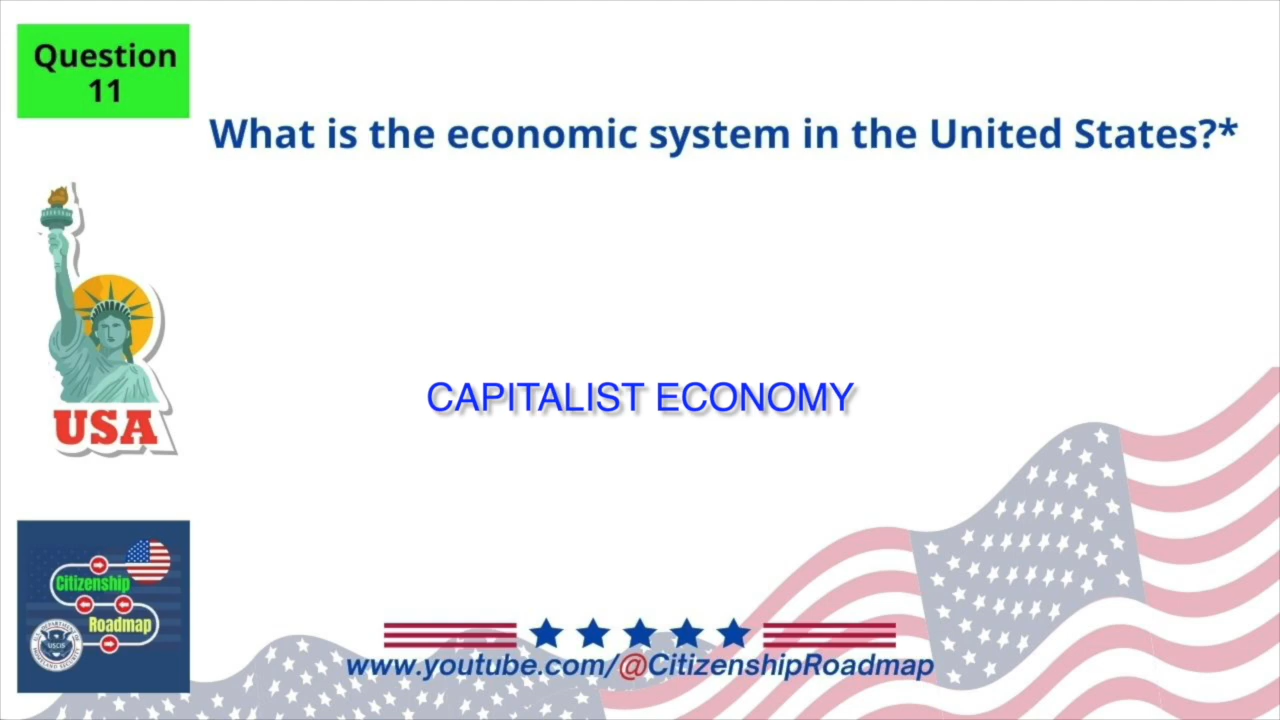 Question
11
What is the economic system in the United States?*
USA
CAPITALIST ECONOMY
Citizenship
Roadmap
USCIS
www.youtube.com/@CitizenshipRoadmap